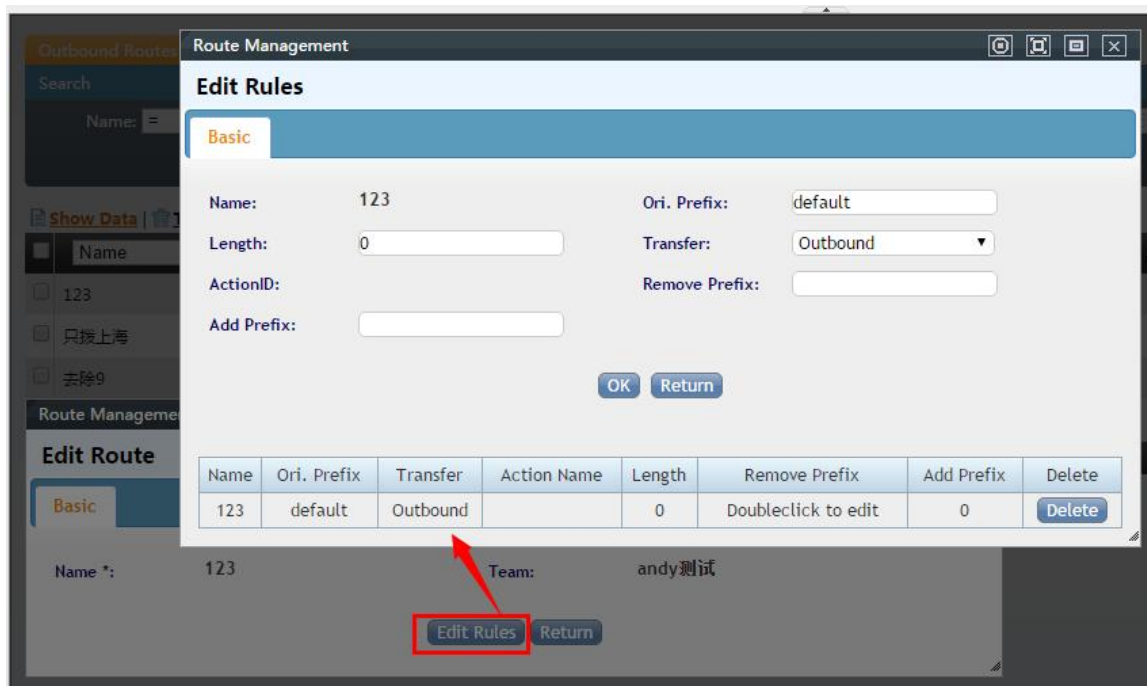 Outbound Routes
Route Management
Search
Edit Rules
Name: =
Basic
Name: 123 Ori. Prefix: default
Length: 0 Transfer: Outbound
ActionID: Remove Prefix:
Add Prefix:
OK Return
Show Data |
Name
123
只拨上海
去除9
Name Ori. Prefix Transfer Action Name Length Remove Prefix Add Prefix Delete
123 default Outbound 0 Doubleclick to edit 0 Delete
Route Manageme
Edit Route
Basic
Name *: 123 Team: andy测试
Edit Rules Return